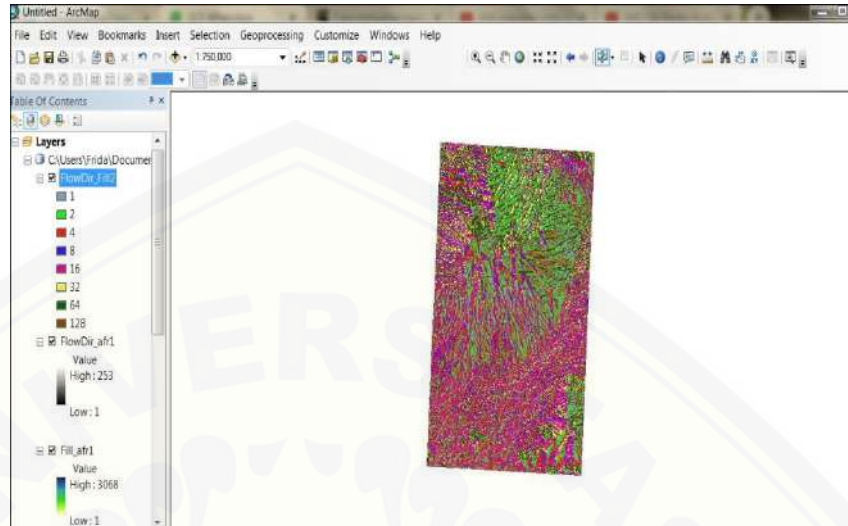 Untitled - ArcMap
File Edit View Bookmarks Insert Selection Geoprocessing Customize Windows Help
1:750,000
Table Of Contents
Layers
C:\Users\Frida\Documer
FlowDir_Fill2
1
2
4
8
16
32
64
128
FlowDir_afr1
Value
High : 253
Low : 1
Fill_afr1
Value
High : 3068
Low : 1